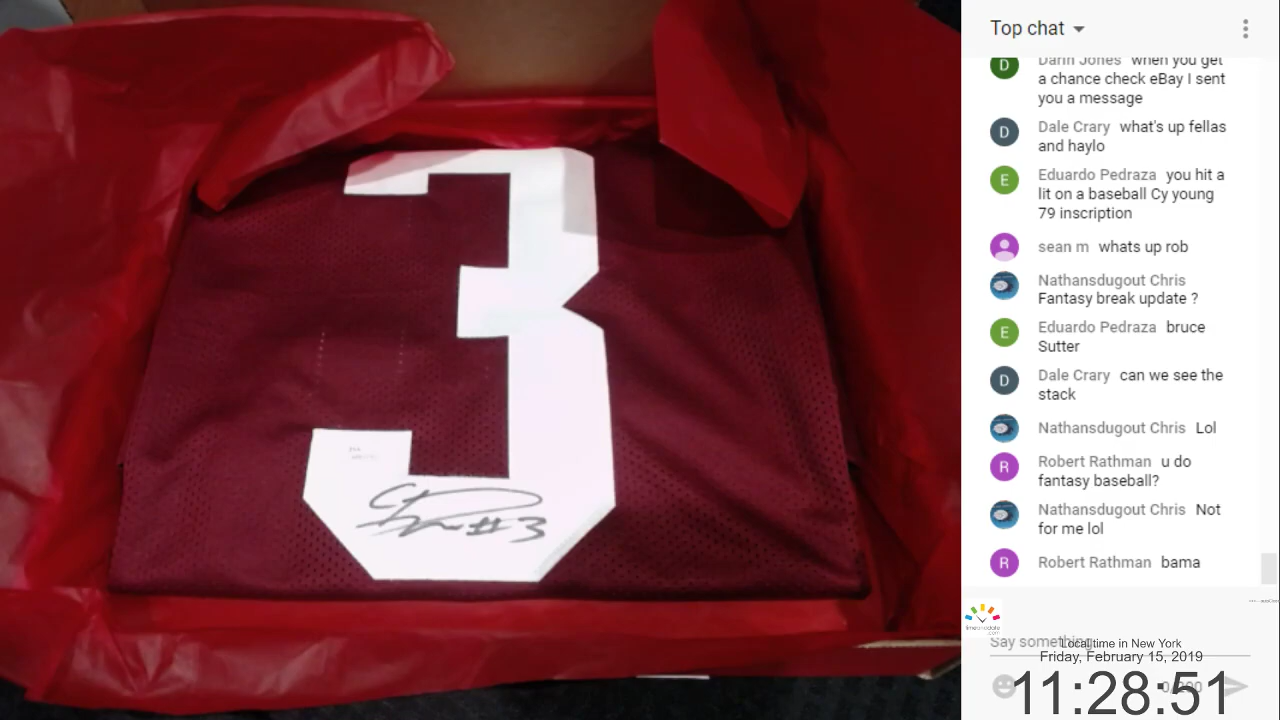 3
#3
Top chat
Darin Jones when you get
a chance check eBay I sent
you a message
Dale Crary what's up fellas
and haylo
Eduardo Pedraza you hit a
lit on a baseball Cy young
79 inscription
sean m whats up rob
Nathansdugout Chris
Fantasy break update ?
Eduardo Pedraza bruce
Sutter
Dale Crary can we see the
stack
Nathansdugout Chris Lol
Robert Rathman u do
fantasy baseball?
Nathansdugout Chris Not
for me lol
Robert Rathman bama
Say something...
Local time in New York
Friday, February 15, 2019
11:28:51
0/200
D
D
E
E
D
R
R